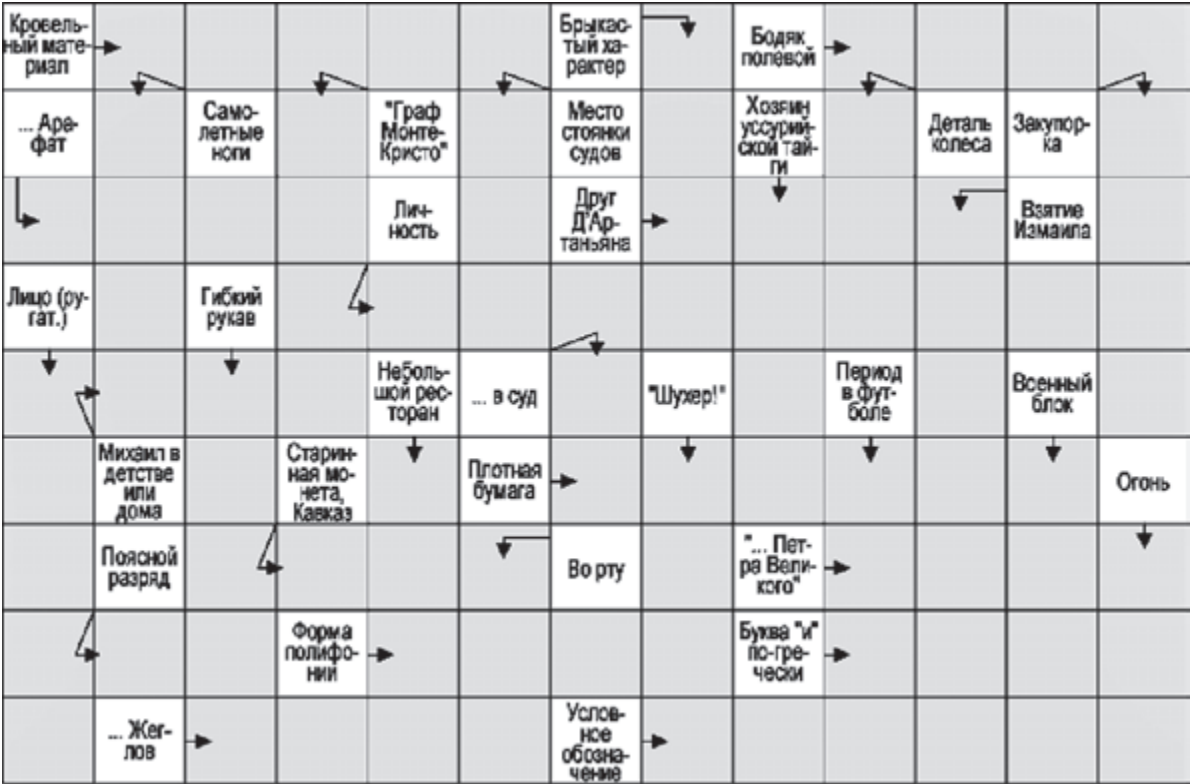 Кровель-
ный мате-
риал
Брыкас-
тый ха-
рактер
Бодяк
полевой
... Ара-
фат
Само-
летные
ноги
"Граф
Монте-
Кристо"
Место
стоянки
судов
Хозяин
уссурий-
ской тай-
ги
Деталь
колеса
Закупор-
ка
Лич-
ность
Друг
Д'Ар-
таньяна
Взятие
Измаила
Лицо (ру-
гат.)
Гибкий
рукав
Неболь-
шой рес-
торан
... в суд
"Шухер!"
Период
в фут-
боле
Военный
блок
Михаил в
детстве
или
дома
Старин-
ная мо-
нета,
Кавказ
Плотная
бумага
Огонь
Поясной
разряд
Во рту
"... Пет-
ра Вели-
кого"
Форма
полифо-
нии
Буква "и"
по-гре-
чески
... Жег-
лов
Услов-
ное
обозна-
чение